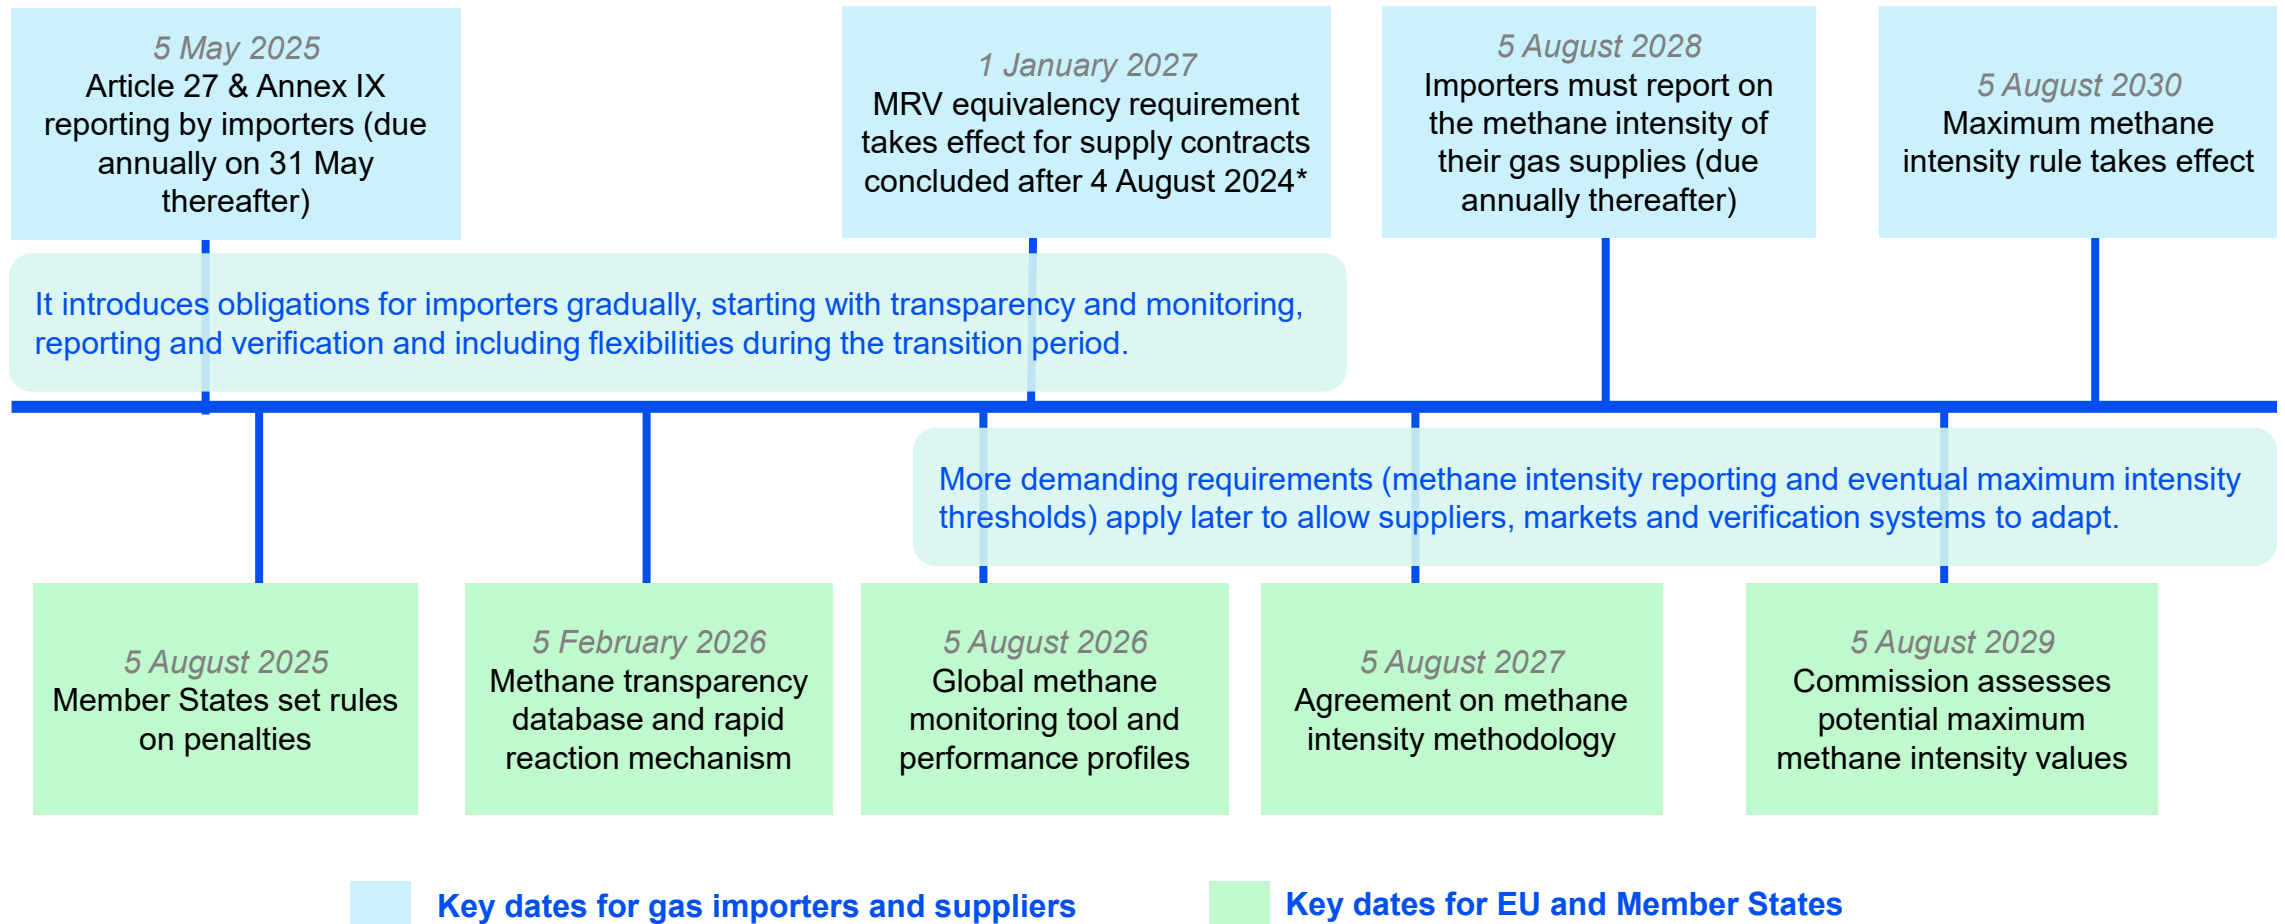 5 May 2025
Article 27 & Annex IX
reporting by importers (due
annually on 31 May
thereafter)
1 January 2027
MRV equivalency requirement
takes effect for supply contracts
concluded after 4 August 2024*
5 August 2028
Importers must report on
the methane intensity of
their gas supplies (due
annually thereafter)
5 August 2030
Maximum methane
intensity rule takes effect
It introduces obligations for importers gradually, starting with transparency and monitoring,
reporting and verification and including flexibilities during the transition period.
More demanding requirements (methane intensity reporting and eventual maximum intensity
thresholds) apply later to allow suppliers, markets and verification systems to adapt.
5 August 2025
Member States set rules
on penalties
5 February 2026
Methane transparency
database and rapid
reaction mechanism
5 August 2026
Global methane
monitoring tool and
performance profiles
5 August 2027
Agreement on methane
intensity methodology
5 August 2029
Commission assesses
potential maximum
methane intensity values
Key dates for gas importers and suppliers
Key dates for EU and Member States